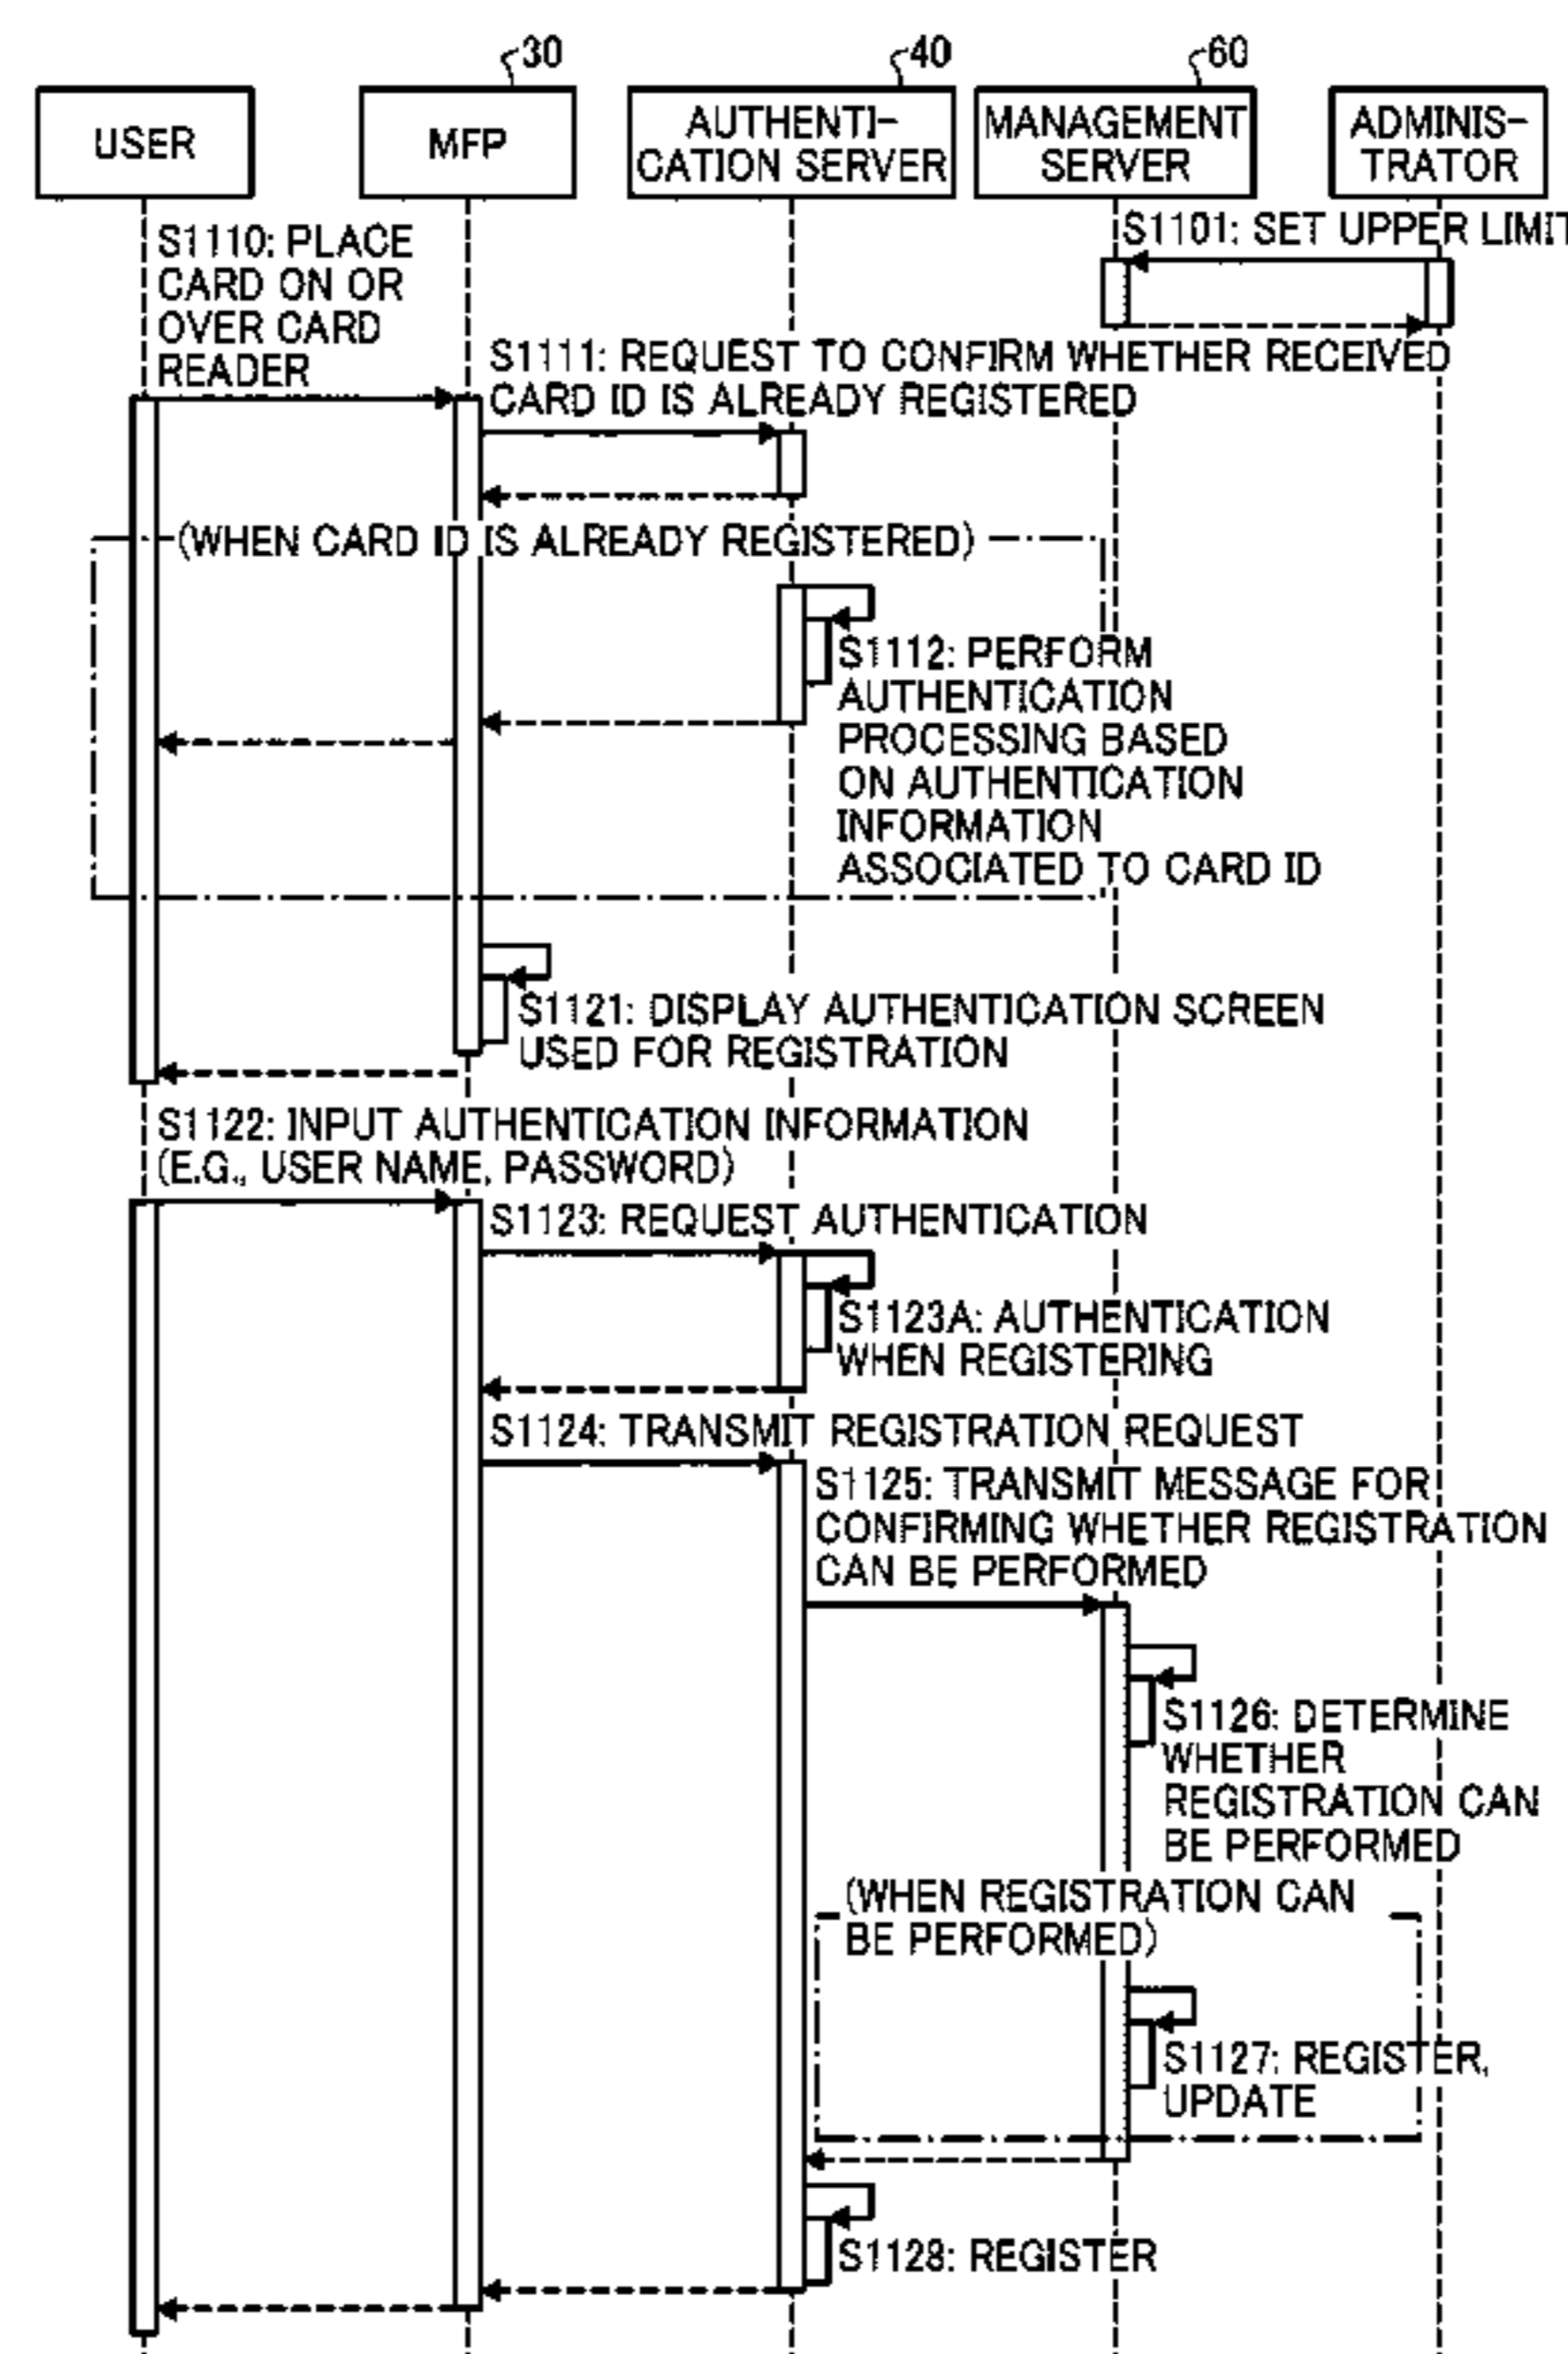 30
40
60
USER
MFP
AUTHENTI-
CATION SERVER
MANAGEMENT
SERVER
ADMINIS-
TRATOR
S1101: SET UPPER LIMIT
S1110: PLACE
CARD ON OR
OVER CARD
READER
S1111: REQUEST TO CONFIRM WHETHER RECEIVED
CARD ID IS ALREADY REGISTERED
(WHEN CARD ID IS ALREADY REGISTERED)
S1112: PERFORM
AUTHENTICATION
PROCESSING BASED
ON AUTHENTICATION
INFORMATION
ASSOCIATED TO CARD ID
S1121: DISPLAY AUTHENTICATION SCREEN
USED FOR REGISTRATION
S1122: INPUT AUTHENTICATION INFORMATION
(E.G., USER NAME, PASSWORD)
S1123: REQUEST AUTHENTICATION
S1123A: AUTHENTICATION
WHEN REGISTERING
S1124: TRANSMIT REGISTRATION REQUEST
S1125: TRANSMIT MESSAGE FOR
CONFIRMING WHETHER REGISTRATION
CAN BE PERFORMED
S1126: DETERMINE
WHETHER
REGISTRATION CAN
BE PERFORMED
(WHEN REGISTRATION CAN
BE PERFORMED)
S1127: REGISTER,
UPDATE
S1128: REGISTER